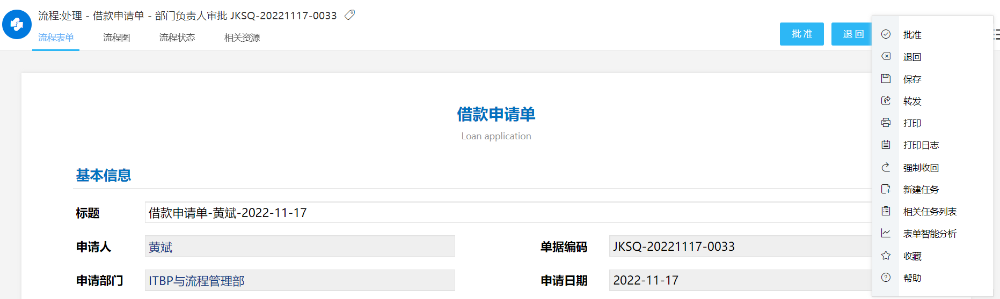 流程:处理 - 借款申请单 - 部门负责人审批 JKSQ-20221117-0033
流程表单 流程图 流程状态 相关资源
批准 退回
借款申请单
Loan application
基本信息
标题 借款申请单-黄斌-2022-11-17
申请人 黄斌 单据编码 JKSQ-20221117-0033
申请部门 ITBP与流程管理部 申请日期 2022-11-17
批准
退回
保存
转发
打印
打印日志
强制收回
新建任务
相关任务列表
表单智能分析
收藏
帮助